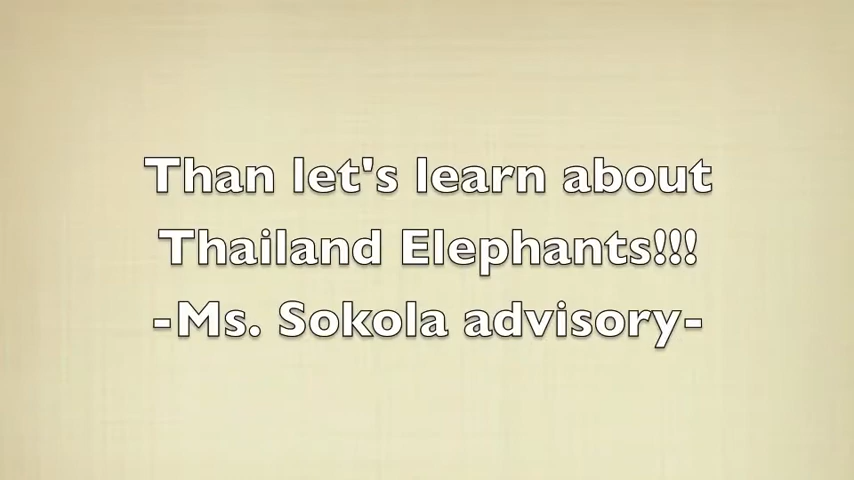 Than let's learn about
Thailand Elephants!!!
-Ms. Sokola advisory-